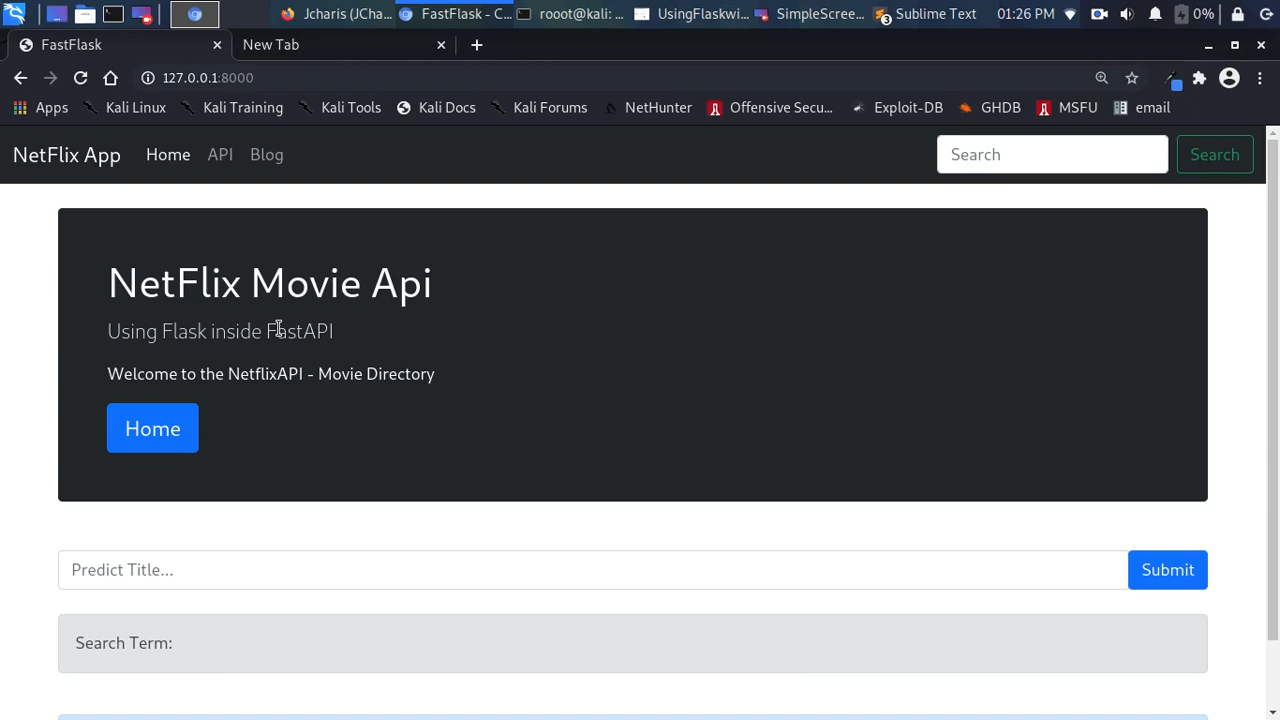 Jcharis (JCha...
FastFlask - C...
rooot@kali: ...
UsingFlaskwi...
SimpleScree...
3
Sublime Text
01:26 PM
0%
FastFlask
New Tab
127.0.0.1:8000
Apps
Kali Linux
Kali Training
Kali Tools
Kali Docs
Kali Forums
NetHunter
Offensive Secu...
Exploit-DB
GHDB
MSFU
email
NetFlix App
Home
API
Blog
Search
Search
NetFlix Movie Api
Using Flask inside FastAPI
Welcome to the NetflixAPI - Movie Directory
Home
Predict Title...
Submit
Search Term: